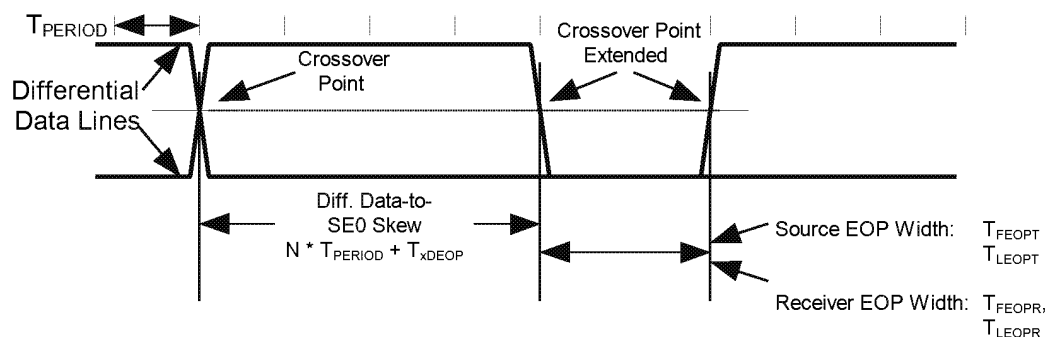 TPERIOD
Differential
Data Lines
Crossover
Point
Crossover Point
Extended
Diff. Data-to-
SE0 Skew
N * TPERIOD + TxDEOP
Source EOP Width: TFEOPT
TLEOPT
Receiver EOP Width: TFEOPR,
TLEOPR